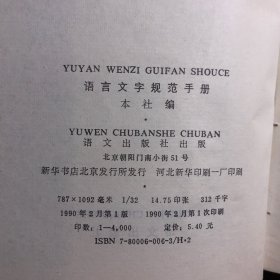 YUYAN WENZI GUIFAN SHOUCE
语言文字规范手册
本社编
*
YUWEN CHUBANSHE CHUBAN
语文出版社出版
北京朝阳门南小街51号
新华书店北京发行所发行 河北新华印刷一厂印刷
*
787×1092毫米 1/32 14.75印张 312千字
1990年2月第1版 1990年2月第1次印刷
印数:1-4,000 定价:5.40元
ISBN 7-80006-006-3/H·2